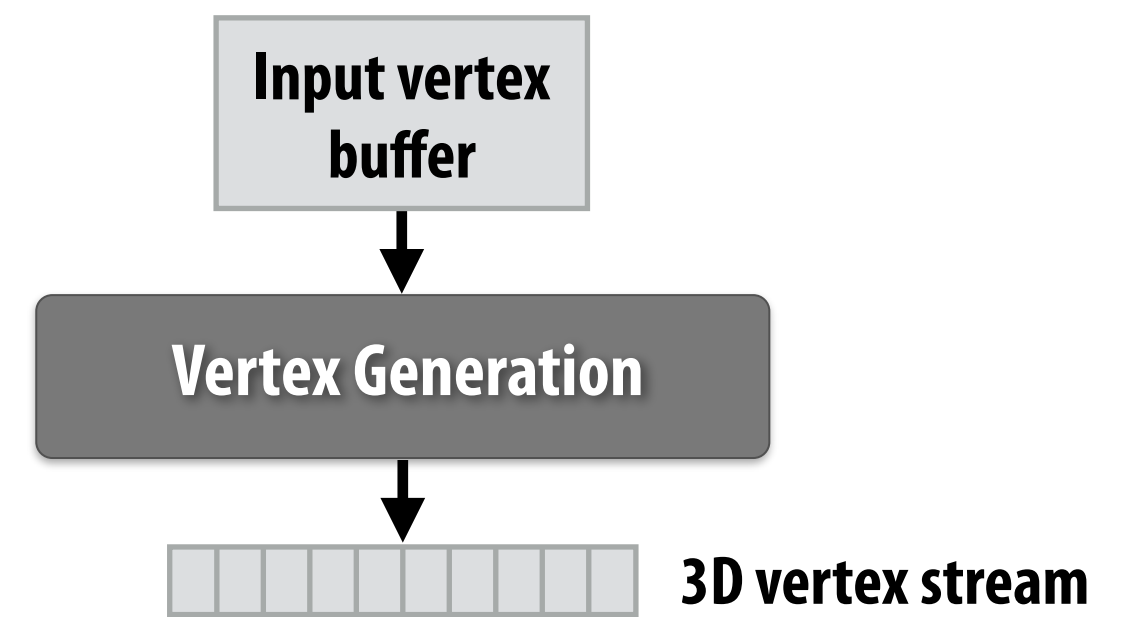 Input vertex
buffer
Vertex Generation
3D vertex stream